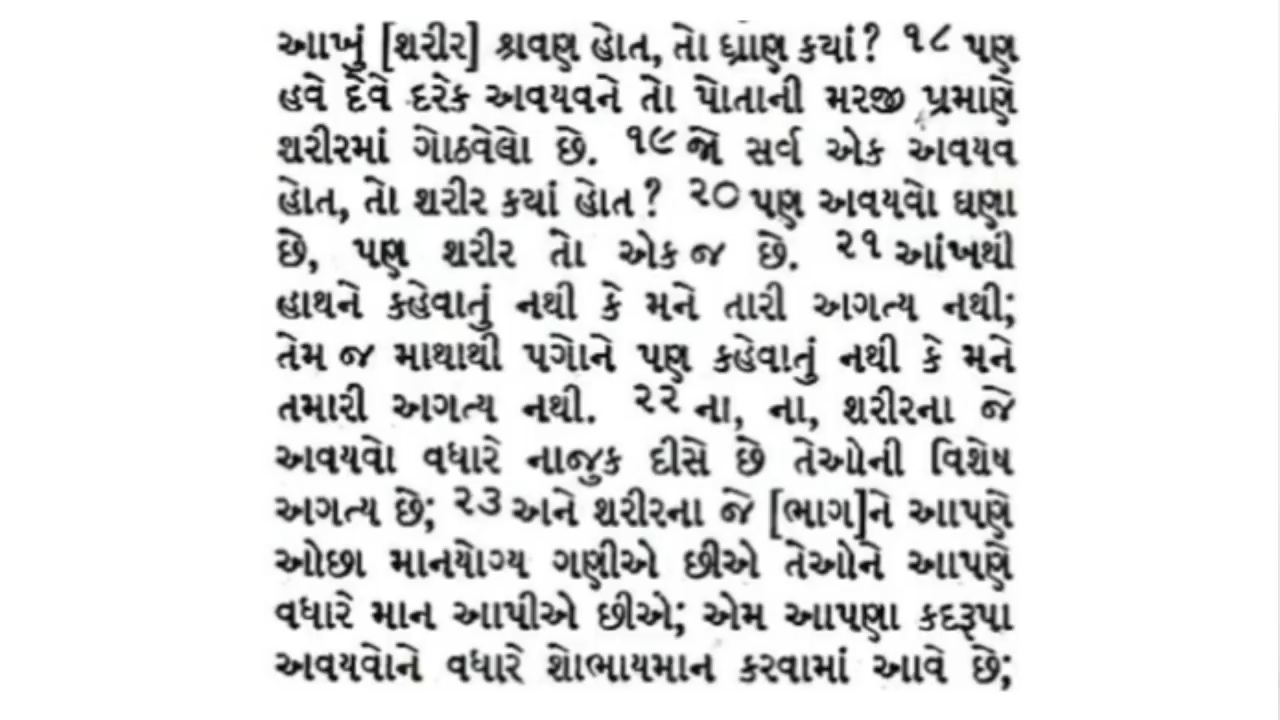 આખું [શરીર] શ્રવણ હોત, તો ઘ્રાણ કયાં? ૧૮ પણ
હવે દેવે દરેક અવયવને તો પોતાની મરજી પ્રમાણે
શરીરમાં ગોઠવેલો છે. ૧૯ જો સર્વ એક અવયવ
હોત, તો શરીર કયાં હોત? ૨૦ પણ અવયવો ઘણા
છે, પણ શરીર તો એક જ છે. ૨૧ આંખથી
હાથને કહેવાતું નથી કે મને તારી અગત્ય નથી;
તેમ જ માથાથી પગોને પણ કહેવાતું નથી કે મને
તમારી અગત્ય નથી. ૨૨ ના, ના, શરીરના જે
અવયવો વધારે નાજુક દીસે છે તેઓની વિશેષ
અગત્ય છે; ૨૩ અને શરીરના જે [ભાગ]ને આપણે
ઓછા માનયોગ્ય ગણીએ છીએ તેઓને આપણે
વધારે માન આપીએ છીએ; એમ આપણા કદરૂપા
અવયવોને વધારે શોભાયમાન કરવામાં આવે છે;